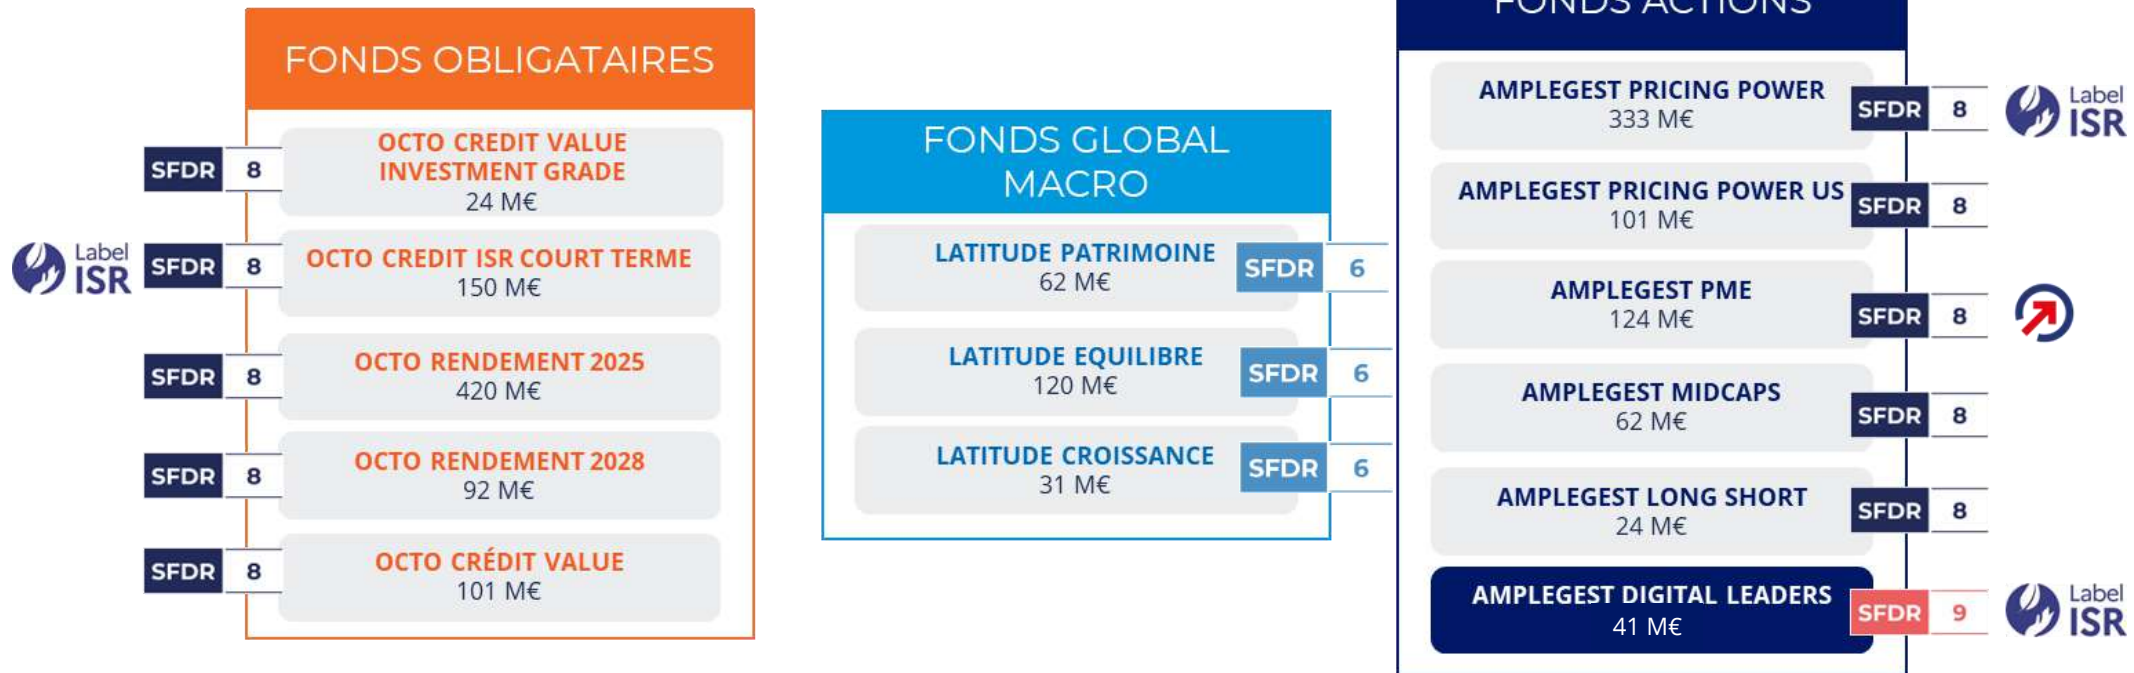 FONDS OBLIGATAIRES
SFDR 8
OCTO CREDIT VALUE
INVESTMENT GRADE
24 M€
Label
ISR
SFDR 8
OCTO CREDIT ISR COURT TERME
150 M€
SFDR 8
OCTO RENDEMENT 2025
420 M€
SFDR 8
OCTO RENDEMENT 2028
92 M€
SFDR 8
OCTO CRÉDIT VALUE
101 M€
FONDS GLOBAL
MACRO
LATITUDE PATRIMOINE
62 M€
SFDR 6
LATITUDE EQUILIBRE
120 M€
SFDR 6
LATITUDE CROISSANCE
31 M€
SFDR 6
FONDS ACTIONS
AMPLEGEST PRICING POWER
333 M€
SFDR 8
Label
ISR
AMPLEGEST PRICING POWER US
101 M€
SFDR 8
AMPLEGEST PME
124 M€
SFDR 8
AMPLEGEST MIDCAPS
62 M€
SFDR 8
AMPLEGEST LONG SHORT
24 M€
SFDR 8
AMPLEGEST DIGITAL LEADERS
41 M€
SFDR 9
Label
ISR